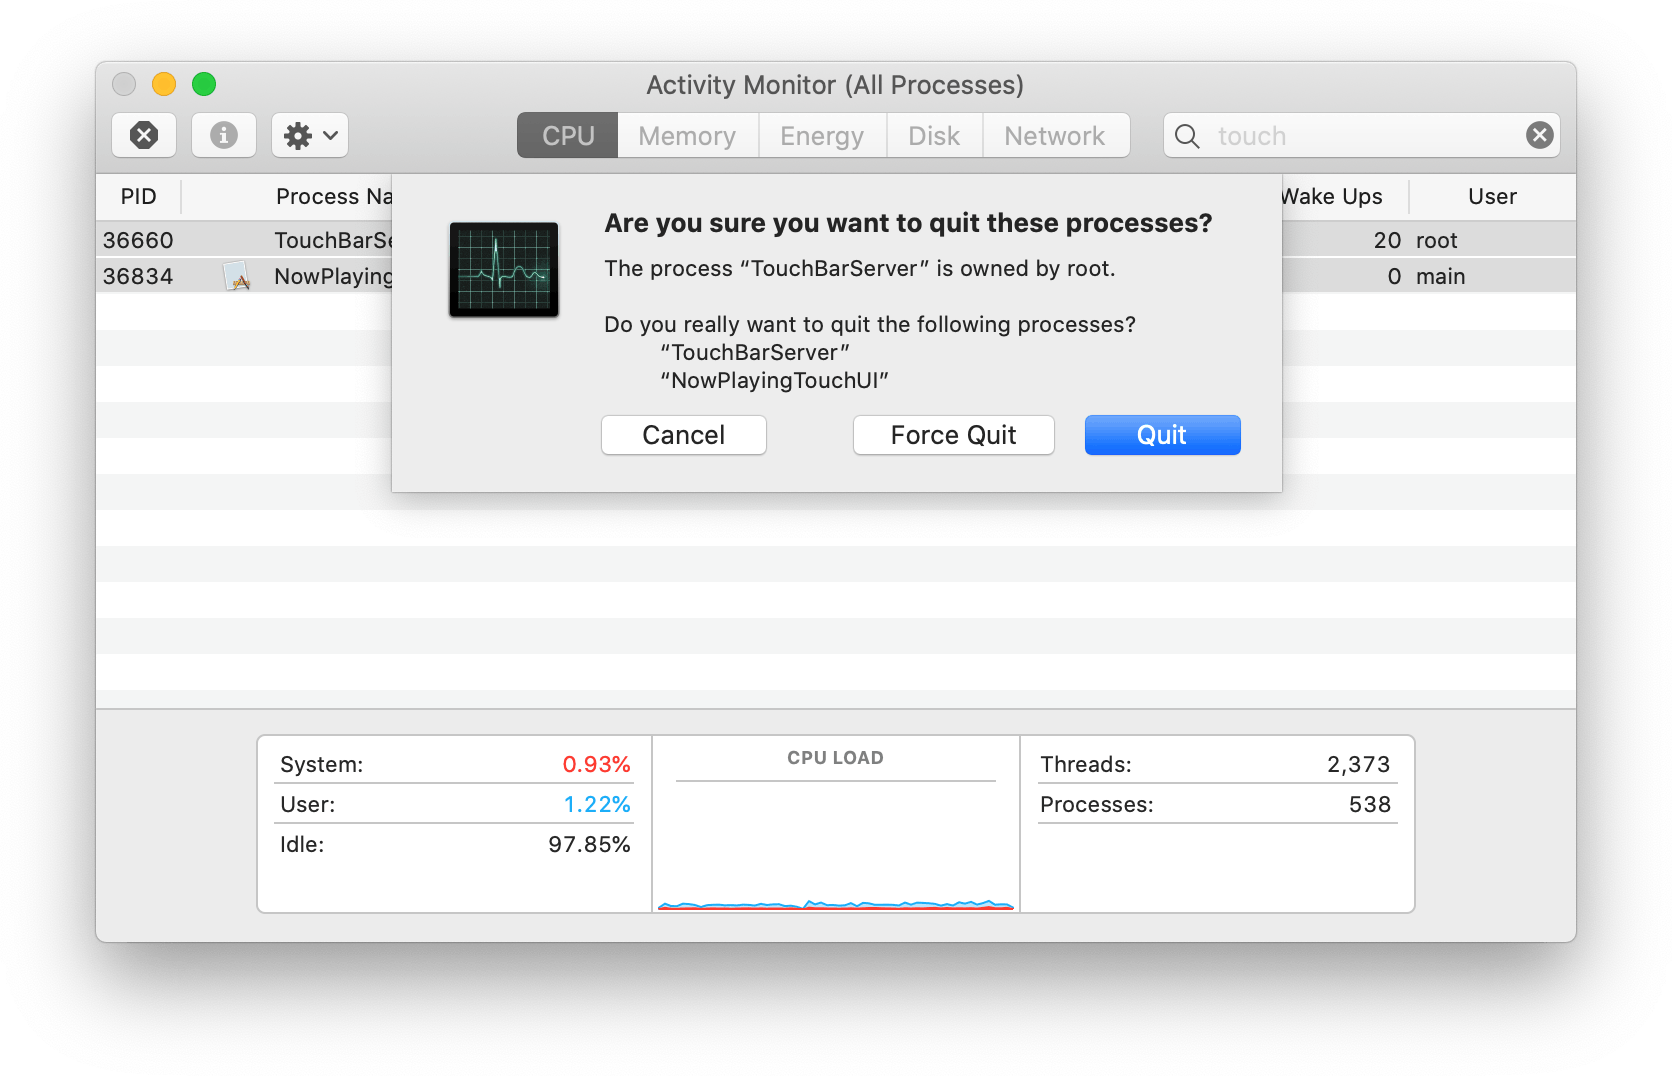 Activity Monitor (All Processes)
CPU Memory Energy Disk Network touch
PID Process Na Wake Ups User
36660 TouchBarSe 20 root
36834 NowPlaying 0 main
Are you sure you want to quit these processes?
The process “TouchBarServer” is owned by root.
Do you really want to quit the following processes?
“TouchBarServer”
“NowPlayingTouchUI”
Cancel Force Quit Quit
System: 0.93%
User: 1.22%
Idle: 97.85%
CPU LOAD
Threads: 2,373
Processes: 538